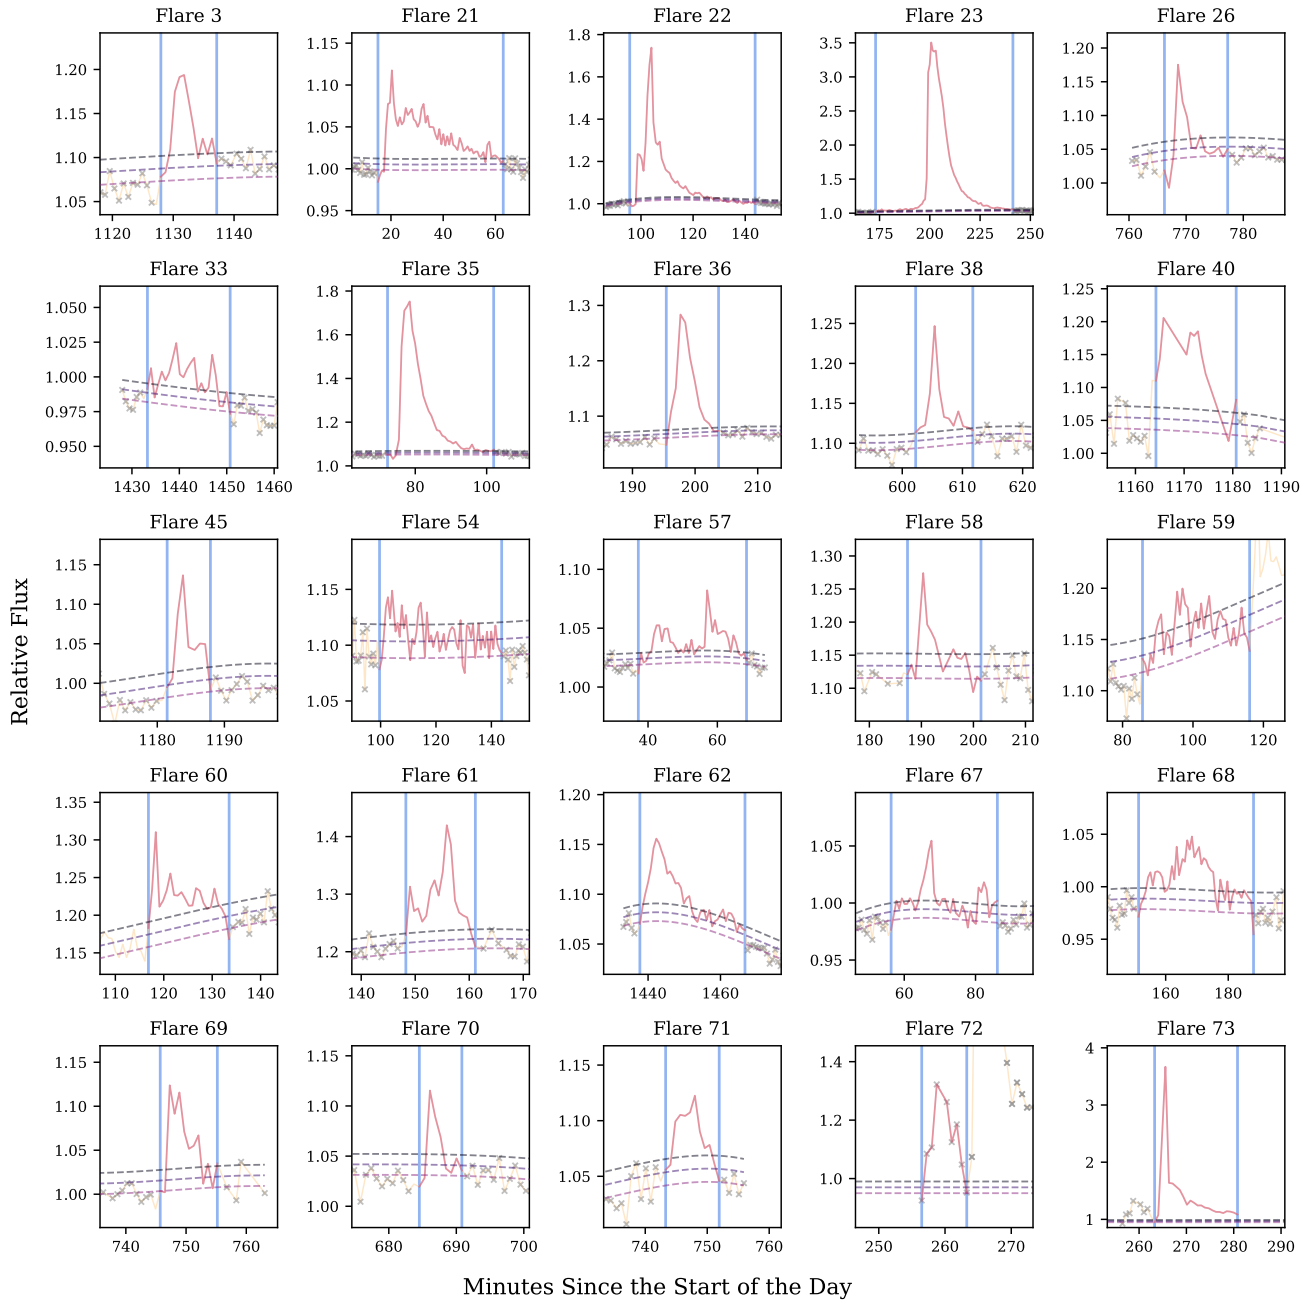 Flare 3 Flare 21 Flare 22 Flare 23 Flare 26
1.20 1.15 1.10 1.05
1120 1130 1140
1.15 1.10 1.05 1.00 0.95
20 40 60
1.8 1.6 1.4 1.2 1.0
100 120 140
3.5 3.0 2.5 2.0 1.5 1.0
175 200 225 250
1.20 1.15 1.10 1.05 1.00
760 770 780
Flare 33 Flare 35 Flare 36 Flare 38 Flare 40
1.050 1.025 1.000 0.975 0.950
1430 1440 1450 1460
1.8 1.6 1.4 1.2 1.0
80 100
1.3 1.2 1.1
190 200 210
1.25 1.20 1.15 1.10
600 610 620
1.25 1.20 1.15 1.10 1.05 1.00
1160 1170 1180 1190
Relative Flux
Flare 45 Flare 54 Flare 57 Flare 58 Flare 59
1.15 1.10 1.05 1.00
1180 1190
1.15 1.10 1.05
100 120 140
1.10 1.05 1.00
40 60
1.30 1.25 1.20 1.15 1.10
180 190 200 210
1.20 1.15 1.10
80 100 120
Flare 60 Flare 61 Flare 62 Flare 67 Flare 68
1.35 1.30 1.25 1.20 1.15
110 120 130 140
1.4 1.3 1.2
140 150 160 170
1.20 1.15 1.10 1.05
1440 1460
1.05 1.00 0.95
60 80
1.05 1.00 0.95
160 180
Flare 69 Flare 70 Flare 71 Flare 72 Flare 73
1.15 1.10 1.05 1.00
740 750 760
1.15 1.10 1.05 1.00
680 690 700
1.15 1.10 1.05
740 750 760
1.4 1.2 1.0
250 260 270
4 3 2 1
260 270 280 290
Minutes Since the Start of the Day